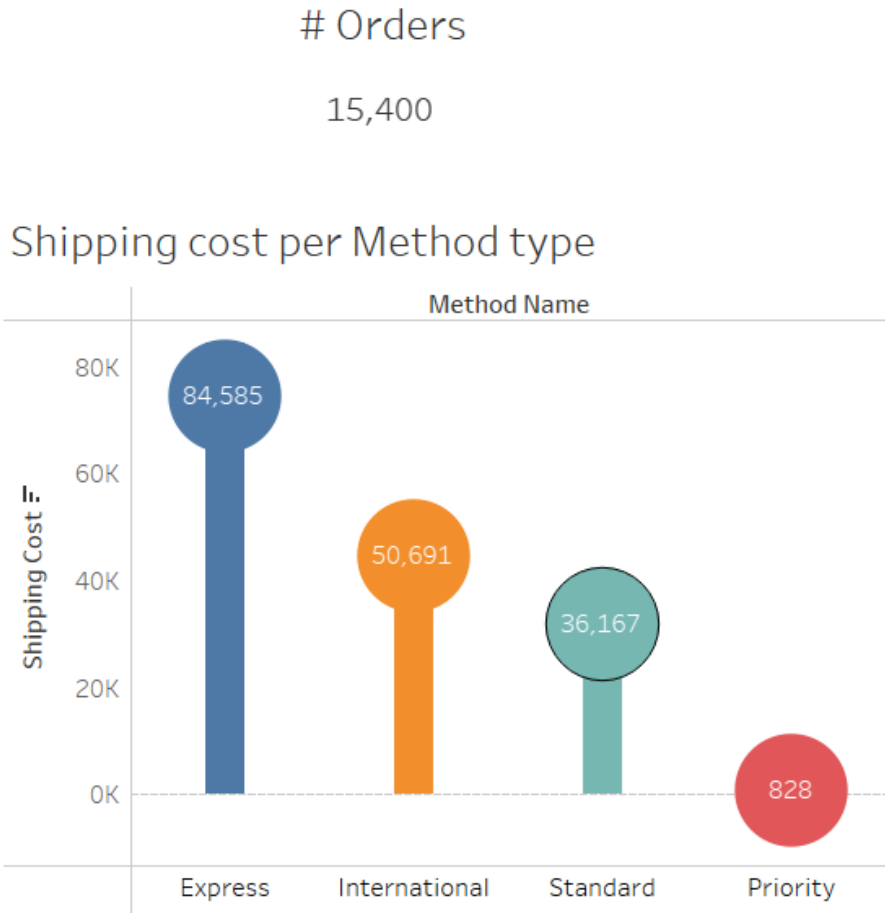 # Orders
15,400
Shipping cost per Method type
Method Name
Shipping Cost
80K
60K
40K
20K
0K
84,585
50,691
36,167
828
Express International Standard Priority